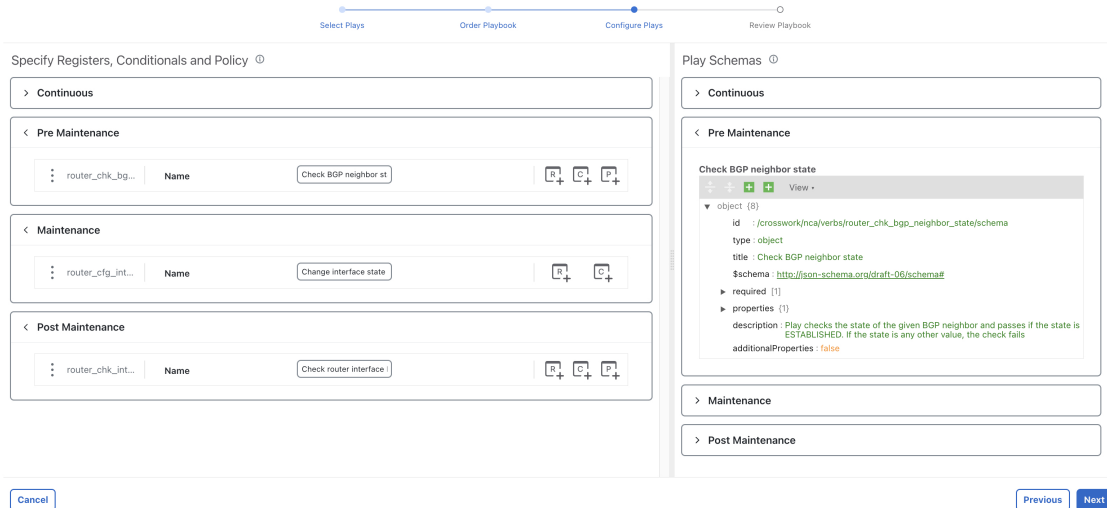 Select Plays
Order Playbook
Configure Plays
Review Playbook
Specify Registers, Conditionals and Policy
Continuous
Pre Maintenance
router_chk_bg...
Name
Check BGP neighbor st
R
C
P
Maintenance
router_cfg_int...
Name
Change interface state
R
C
Post Maintenance
router_chk_int...
Name
Check router interface
R
C
P
Play Schemas
Continuous
Pre Maintenance
Check BGP neighbor state
View
object {8}
id : /crosswork/nca/verbs/router_chk_bgp_neighbor_state/schema
type : object
title : Check BGP neighbor state
$schema : http://json-schema.org/draft-06/schema#
required [1]
properties {1}
description : Play checks the state of the given BGP neighbor and passes if the state is
ESTABLISHED. If the state is any other value, the check fails
additionalProperties : false
Maintenance
Post Maintenance
Cancel
Previous
Next